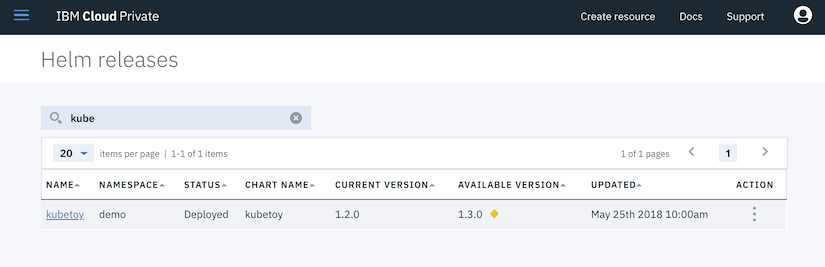 IBM Cloud Private Create resource Docs Support
Helm releases
kube
20 items per page | 1-1 of 1 items 1 of 1 pages 1
NAME NAMESPACE STATUS CHART NAME CURRENT VERSION AVAILABLE VERSION UPDATED ACTION
kubetoy demo Deployed kubetoy 1.2.0 1.3.0 May 25th 2018 10:00am